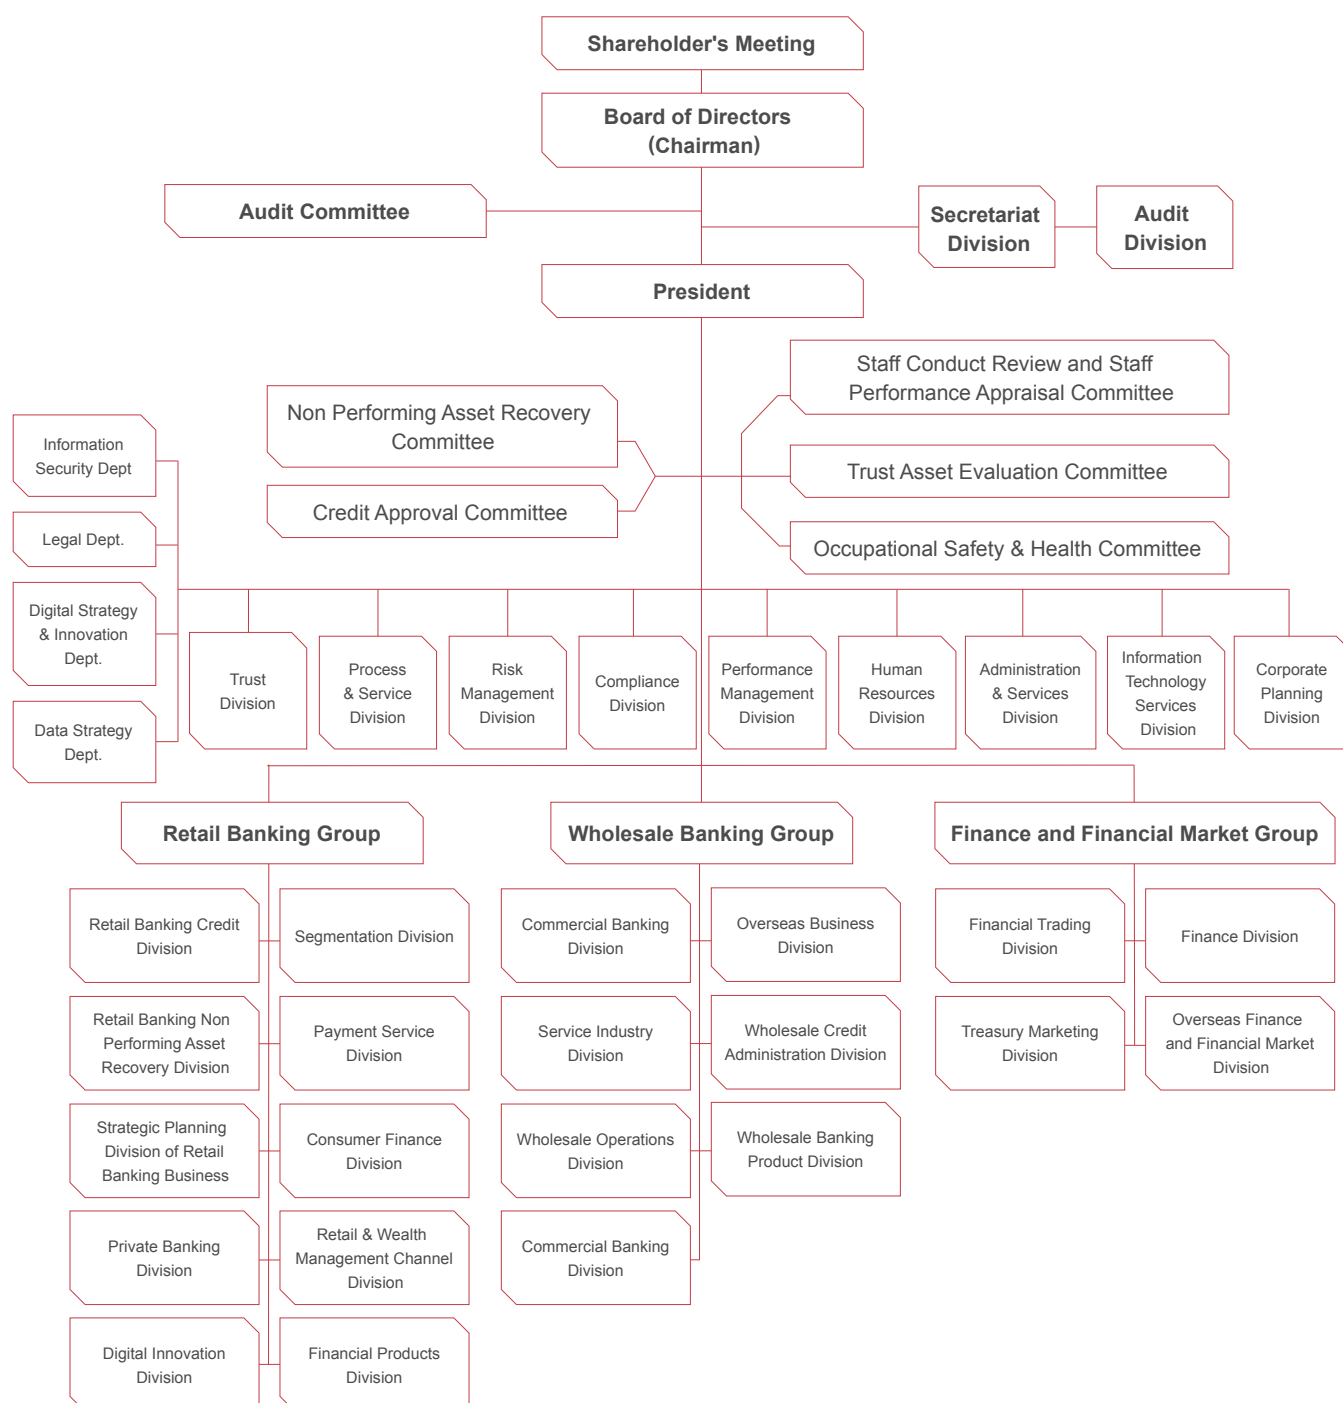 Shareholder's Meeting
Board of Directors
(Chairman)
Audit Committee
Secretariat
Division
Audit
Division
President
Staff Conduct Review and Staff
Performance Appraisal Committee
Non Performing Asset Recovery
Committee
Trust Asset Evaluation Committee
Credit Approval Committee
Occupational Safety & Health Committee
Information
Security Dept
Legal Dept.
Digital Strategy
& Innovation
Dept.
Data Strategy
Dept.
Trust
Division
Process
& Service
Division
Risk
Management
Division
Compliance
Division
Performance
Management
Division
Human
Resources
Division
Administration
& Services
Division
Information
Technology
Services
Division
Corporate
Planning
Division
Retail Banking Group
Wholesale Banking Group
Finance and Financial Market Group
Retail Banking Credit
Division
Segmentation Division
Retail Banking Non
Performing Asset
Recovery Division
Payment Service
Division
Strategic Planning
Division of Retail
Banking Business
Consumer Finance
Division
Private Banking
Division
Retail & Wealth
Management Channel
Division
Digital Innovation
Division
Financial Products
Division
Commercial Banking
Division
Overseas Business
Division
Service Industry
Division
Wholesale Credit
Administration Division
Wholesale Operations
Division
Wholesale Banking
Product Division
Commercial Banking
Division
Financial Trading
Division
Finance Division
Treasury Marketing
Division
Overseas Finance
and Financial Market
Division